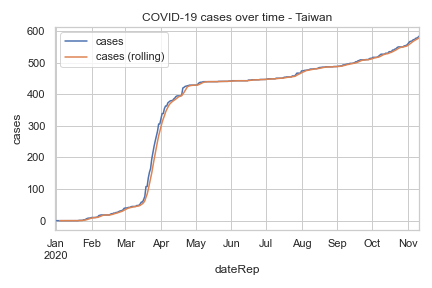 COVID-19 cases over time - Taiwan
cases
cases (rolling)
600
500
400
300
200
100
0
cases
Jan Feb Mar Apr May Jun Jul Aug Sep Oct Nov
2020
dateRep